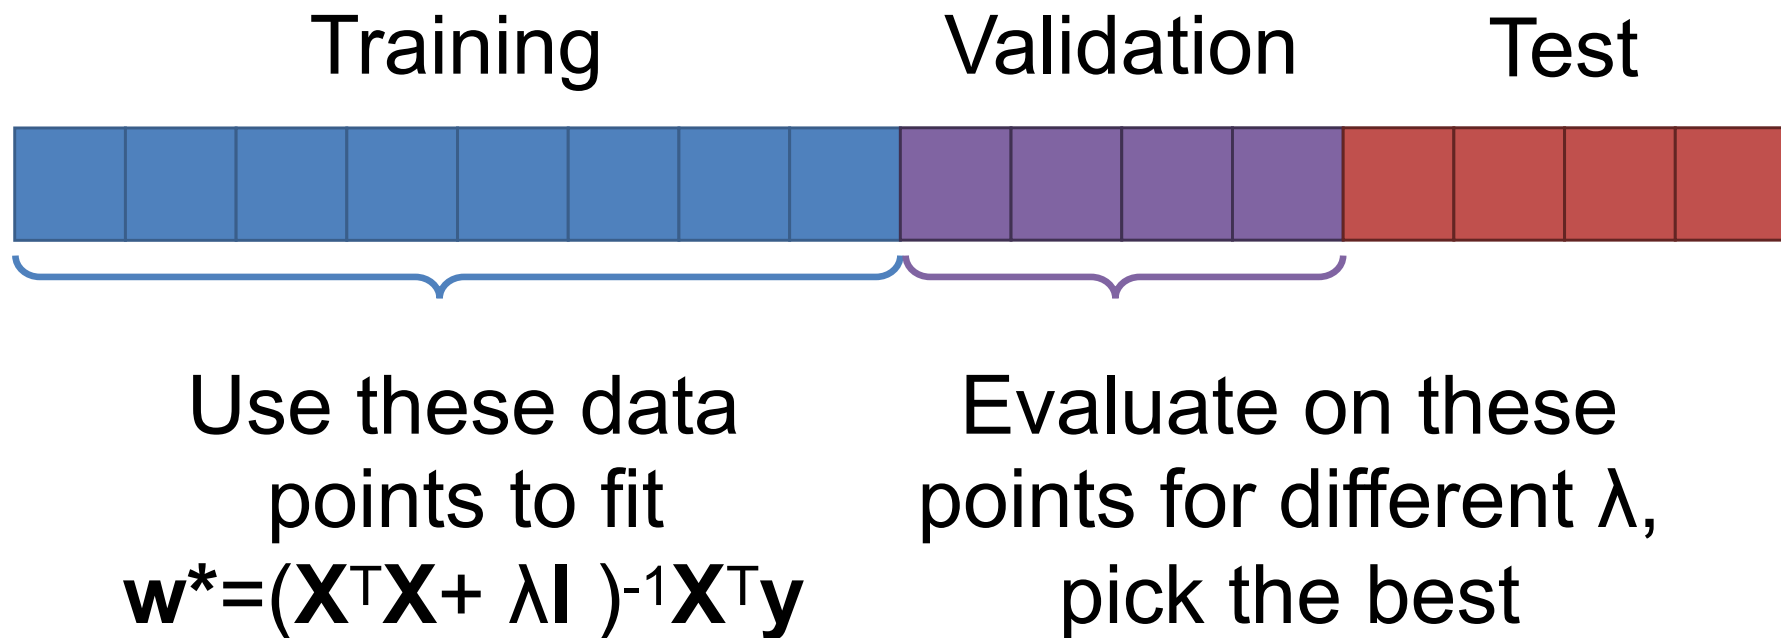 Training Validation Test
Use these data
points to fit
w*=(XᵀX+ λI )⁻¹Xᵀy
Evaluate on these
points for different λ,
pick the best